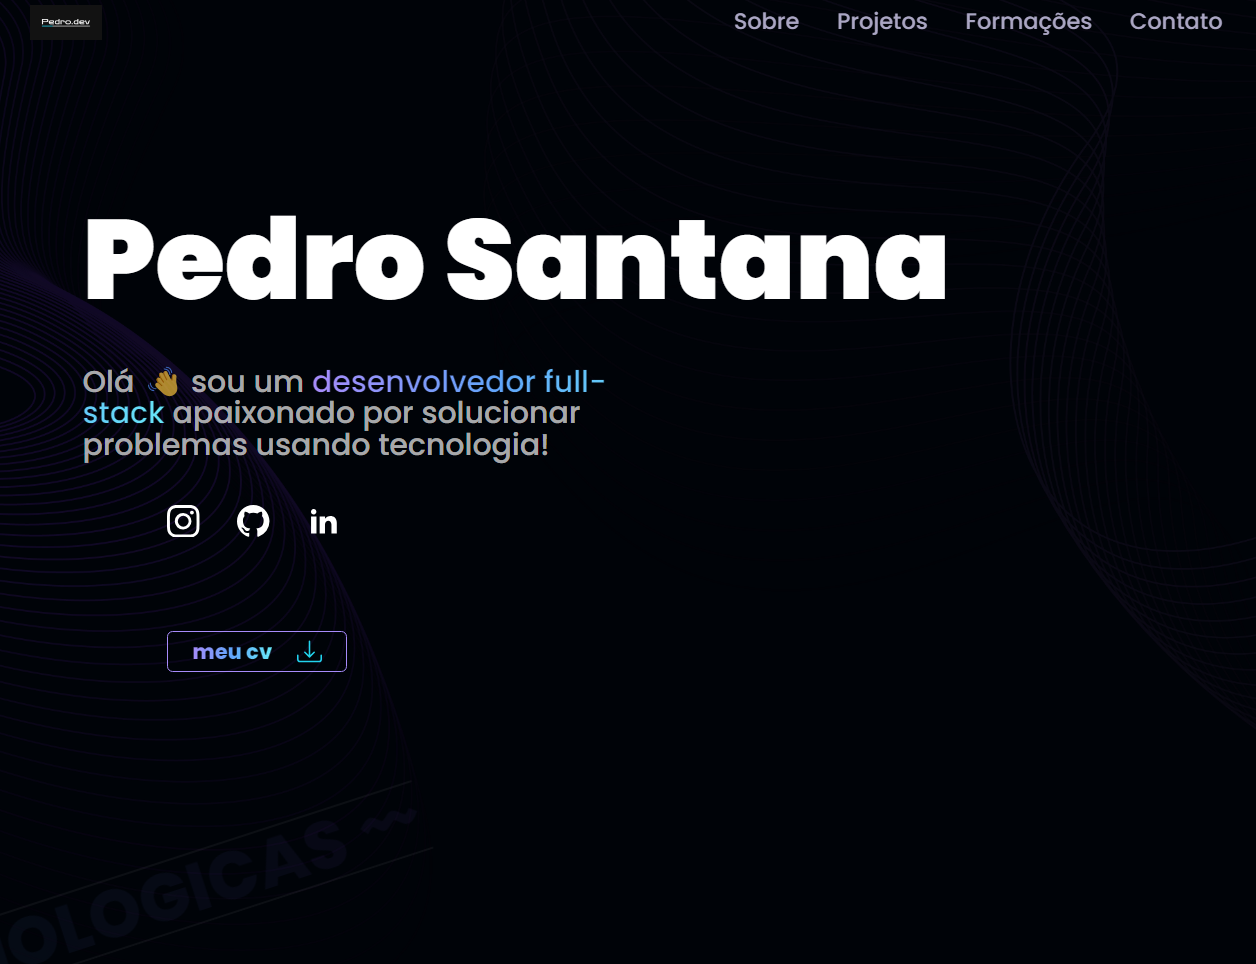 Pedro.dev
Sobre
Projetos
Formações
Contato
Pedro Santana
Olá 👋 sou um desenvolvedor full-
stack apaixonado por solucionar
problemas usando tecnologia!
in
meu cv
OLOGICAS ~